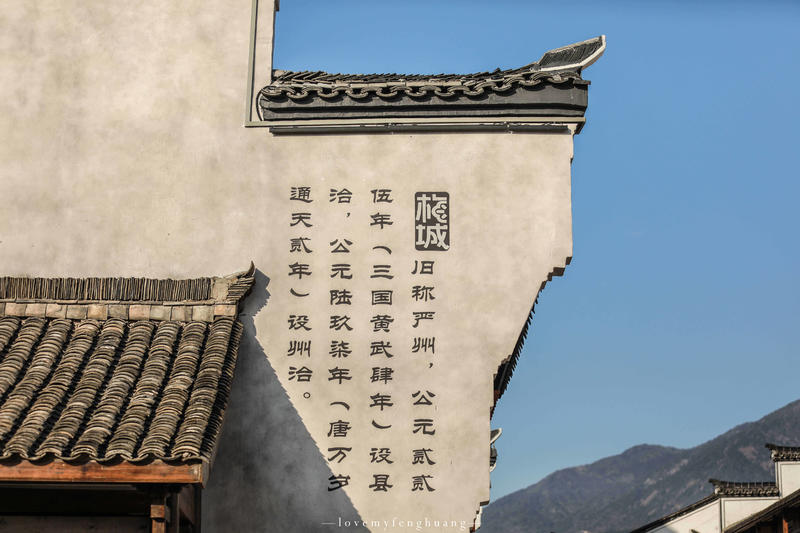 梅城
旧称严州，公元贰贰
伍年（三国黄武肆年）设县
治，公元陆玖柒年（唐万岁
通天贰年）设州治。
—lovemyfenghuang—